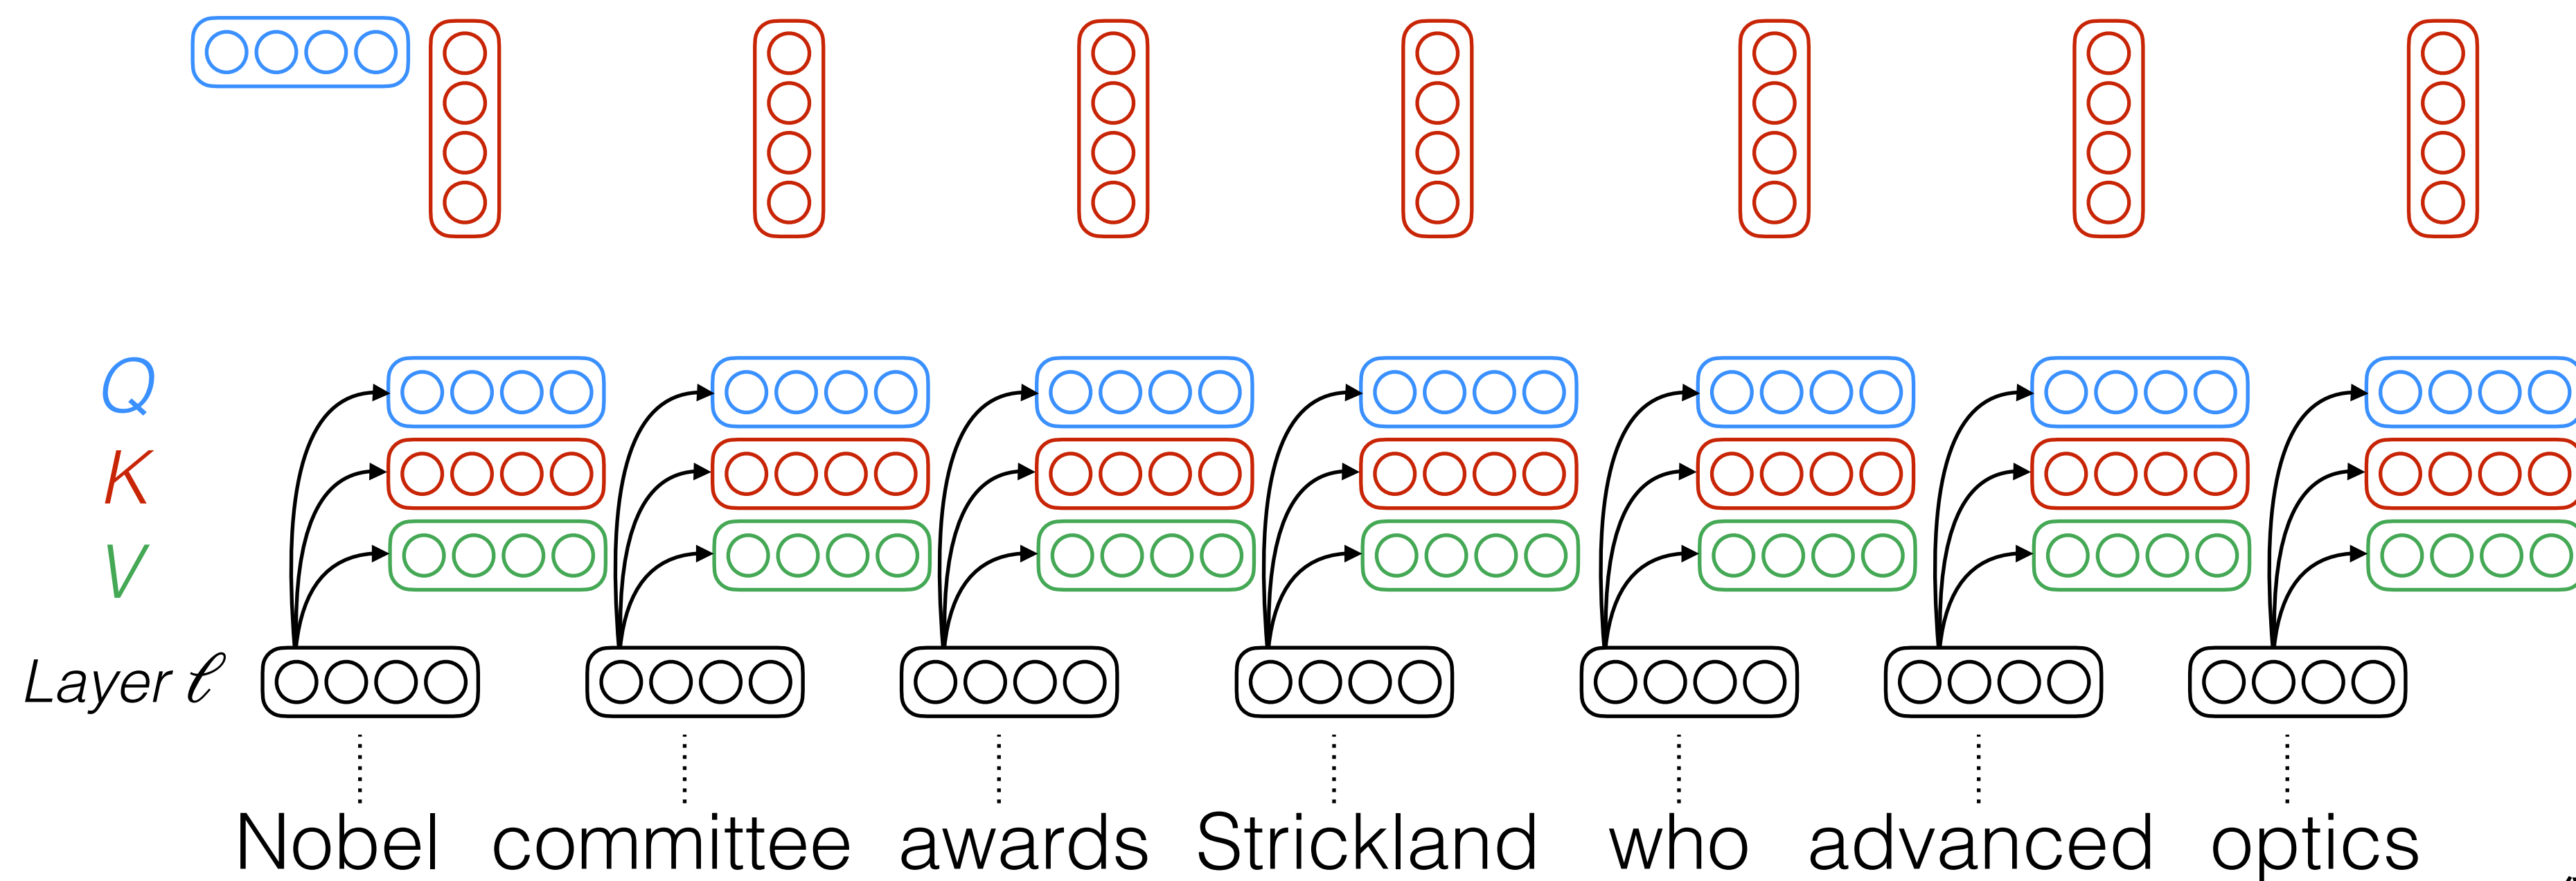 Q
K
V
Layer ℓ
Nobel committee awards Strickland who advanced optics